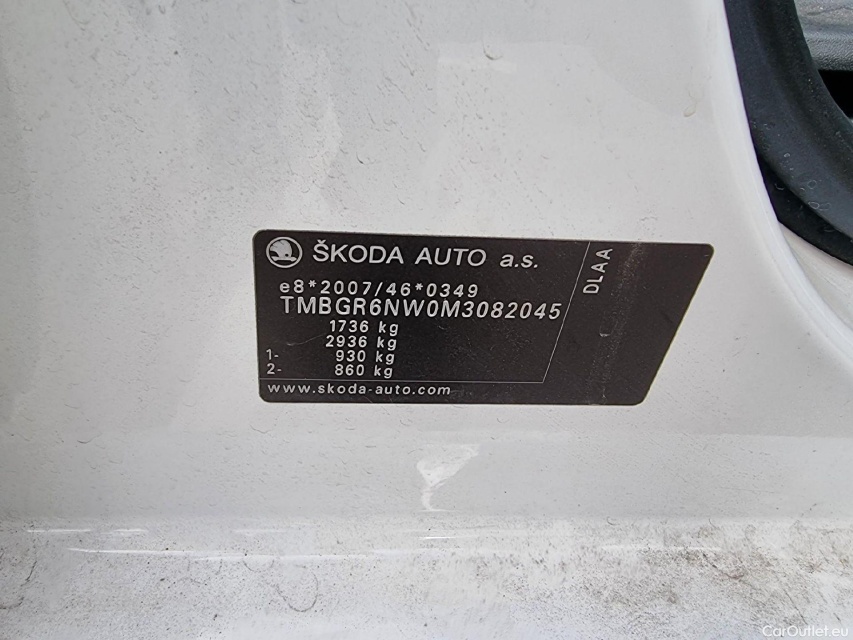 ŠKODA AUTO a.s.
DLAA
e8*2007/46*0349
TMBGR6NW0M3082045
1736 kg
2936 kg
1- 930 kg
2- 860 kg
www.skoda-auto.com
CarOutlet.eu